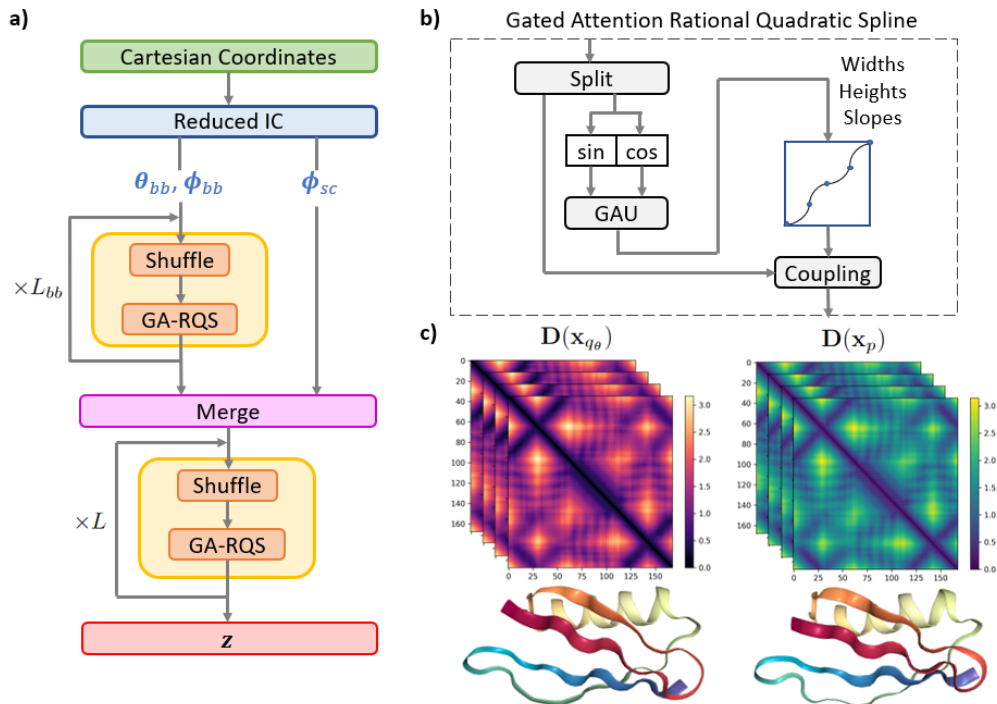 a)
Cartesian Coordinates
Reduced IC
θbb, ϕbb
ϕsc
Shuffle
GA-RQS
×Lbb
Merge
Shuffle
GA-RQS
×L
z
b)
Gated Attention Rational Quadratic Spline
Split
sin cos
GAU
Widths
Heights
Slopes
Coupling
c)
D(xqθ)
0
20
40
60
80
100
120
140
160
0 25 50 75 100 125 150
3.0
2.5
2.0
1.5
1.0
0.5
0.0
D(xp)
0
20
40
60
80
100
120
140
160
0 25 50 75 100 125 150
3.0
2.5
2.0
1.5
1.0
0.5
0.0